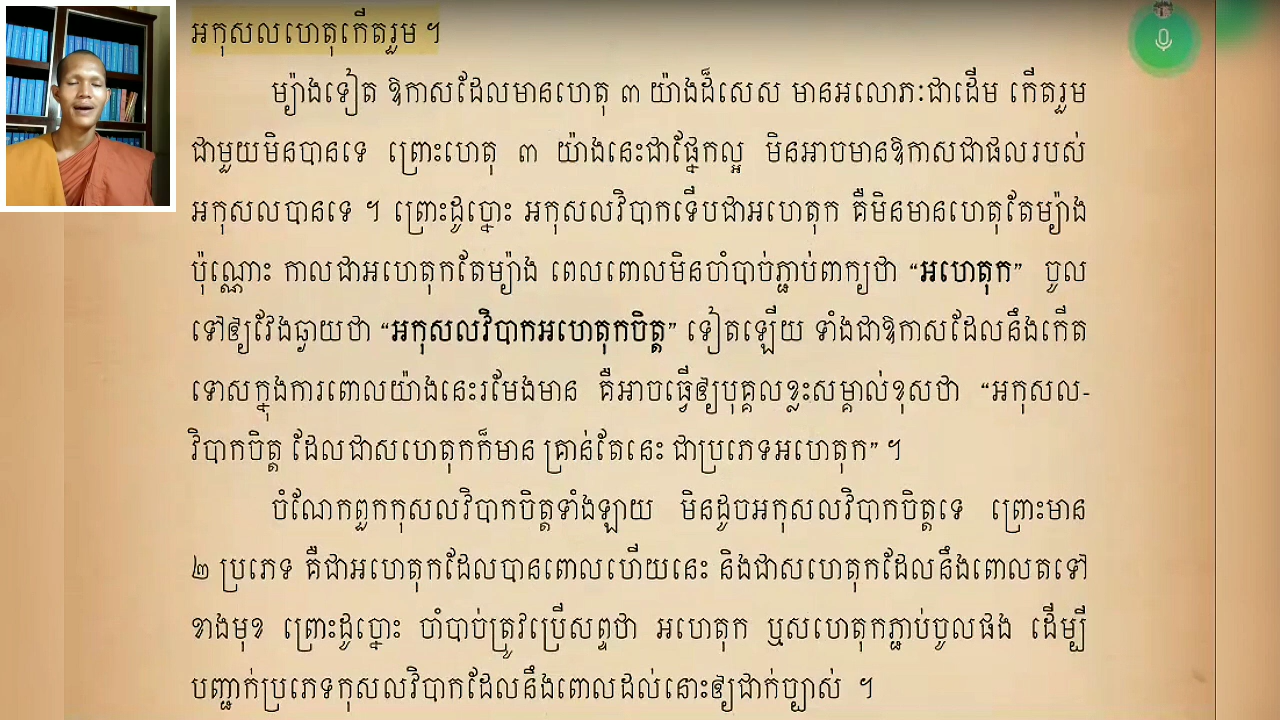 អកុសលហេតុកើតរួម ។
ម្យ៉ាងទៀត ឱកាសដែលមានហេតុ ៣ យ៉ាងដ៏សេស មានអលោភៈជាដើម កើតរួម
ជាមួយមិនបានទេ ព្រោះហេតុ ៣ យ៉ាងនេះជាផ្នែកល្អ មិនអាចមានឱកាសជាផលរបស់
អកុសលបានទេ ។ ព្រោះដូច្នោះ អកុសលវិបាកទើបជាអហេតុក គឺមិនមានហេតុតែម្យ៉ាង
ប៉ុណ្ណោះ កាលជាអហេតុកតែម្យ៉ាង ពេលពោលមិនចាំបាច់ភ្ជាប់ពាក្យថា “អហេតុក” ចូល
ទៅឲ្យវែងឆ្ងាយថា “អកុសលវិបាកអហេតុកចិត្ត” ទៀតឡើយ ទាំងជាឱកាសដែលនឹងកើត
ទោសក្នុងការពោលយ៉ាងនេះរមែងមាន គឺអាចធ្វើឲ្យបុគ្គលខ្លះសម្គាល់ខុសថា “អកុសល-
វិបាកចិត្ត ដែលជាសហេតុកក៏មាន គ្រាន់តែនេះ ជាប្រភេទអហេតុក” ។
ចំណែកពួកកុសលវិបាកចិត្តទាំងឡាយ មិនដូចអកុសលវិបាកចិត្តទេ ព្រោះមាន
២ ប្រភេទ គឺជាអហេតុកដែលបានពោលហើយនេះ និងជាសហេតុកដែលនឹងពោលតទៅ
ខាងមុខ ព្រោះដូច្នោះ ចាំបាច់ត្រូវប្រើសព្ទថា អហេតុក ឬសហេតុកភ្ជាប់ចូលផង ដើម្បី
បញ្ជាក់ប្រភេទកុសលវិបាកដែលនឹងពោលដល់នោះឲ្យជាក់ច្បាស់ ។